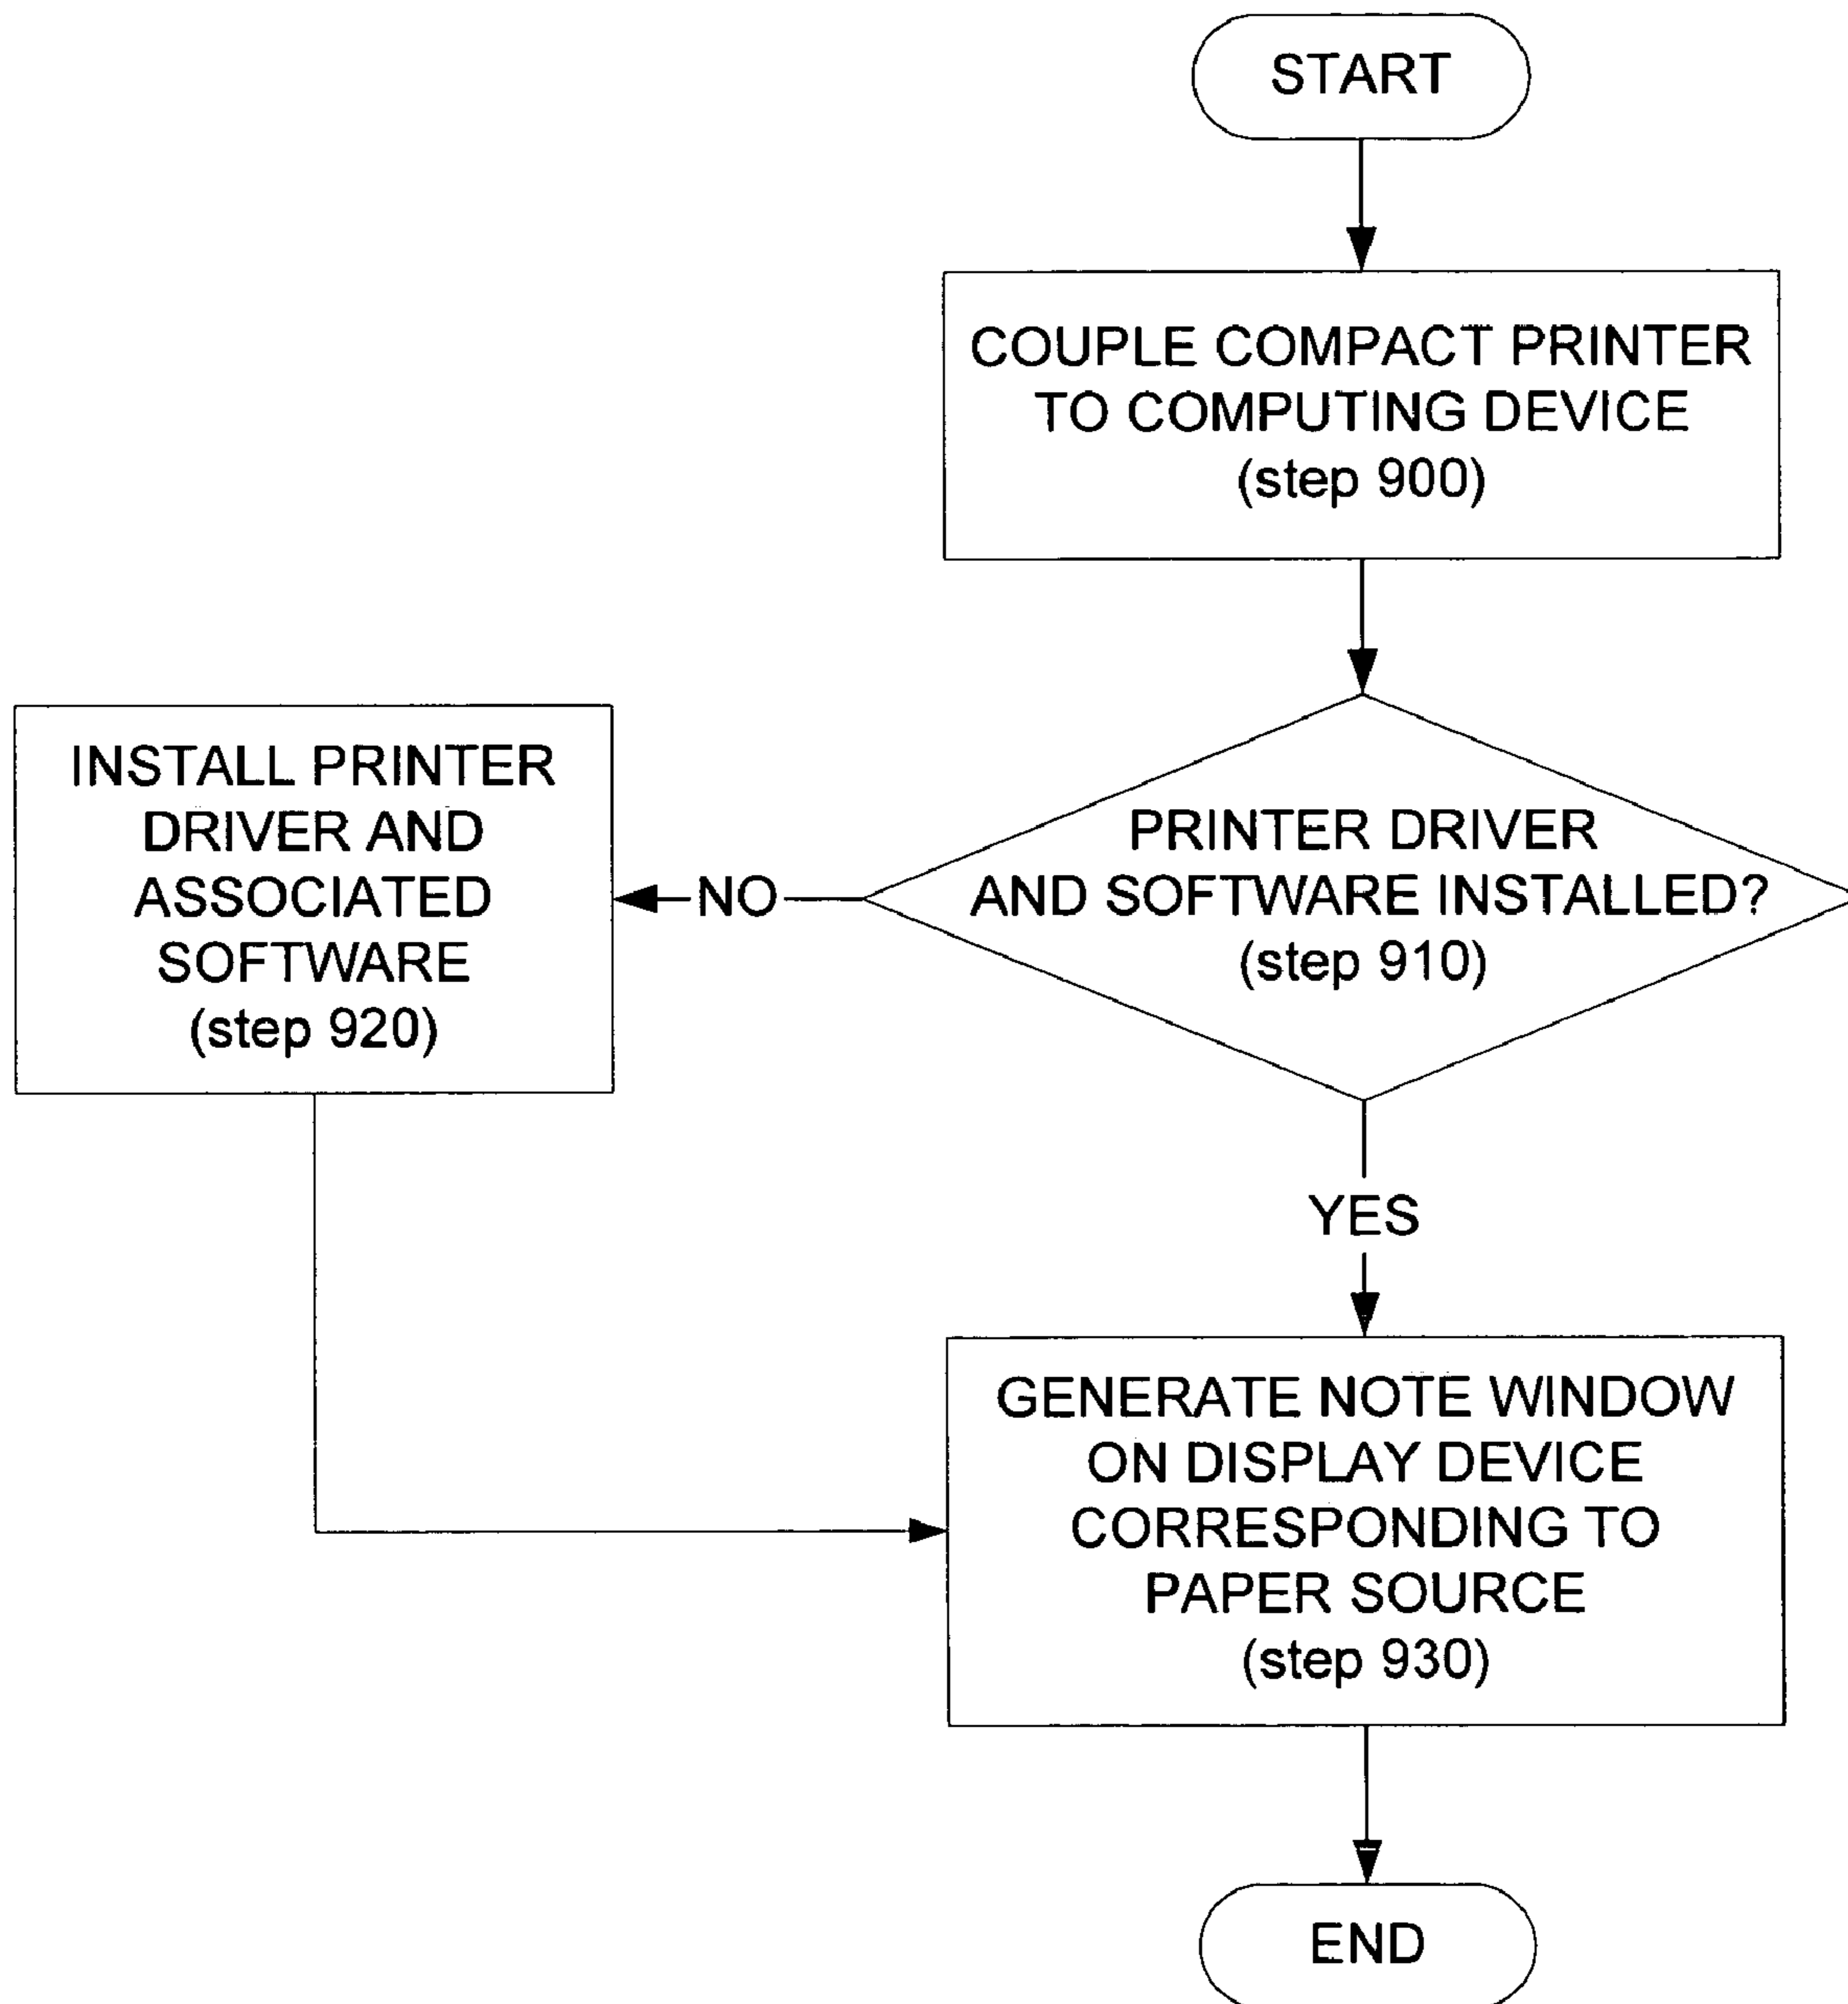 START
COUPLE COMPACT PRINTER
TO COMPUTING DEVICE
(step 900)
PRINTER DRIVER
AND SOFTWARE INSTALLED?
(step 910)
NO
INSTALL PRINTER
DRIVER AND
ASSOCIATED
SOFTWARE
(step 920)
YES
GENERATE NOTE WINDOW
ON DISPLAY DEVICE
CORRESPONDING TO
PAPER SOURCE
(step 930)
END